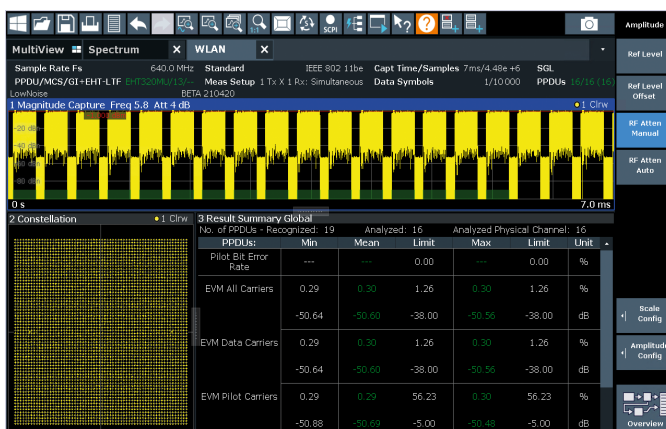 SCPI
Amplitude
MultiView
Spectrum X
WLAN X
Sample Rate Fs 640.0 MHz Standard IEEE 802 11be Capt Time/Samples 7ms/4.48e+6 SGL
PPDU/MCS/GI+EHT-LTF EHT320MU/13/-- Meas Setup 1 Tx X 1 Rx: Simultaneous Data Symbols 1/10 000 PPDUs 16/16 (16)
LowNoise BETA 210420
1 Magnitude Capture Freq 5.8 Att 4 dB 1 Clrw
0 s 7.0 ms
2 Constellation 1 Clrw
3 Result Summary Global
No. of PPDUs - Recognized: 19 Analyzed: 16 Analyzed Physical Channel: 16
PPDUs: Min Mean Limit Max Limit Unit
Pilot Bit Error Rate --- --- 0.00 --- 0.00 %
EVM All Carriers 0.29 0.30 1.26 0.30 1.26 %
-50.64 -50.60 -38.00 -50.56 -38.00 dB
EVM Data Carriers 0.29 0.30 1.26 0.30 1.26 %
-50.64 -50.60 -38.00 -50.56 -38.00 dB
EVM Pilot Carriers 0.29 0.29 56.23 0.30 56.23 %
-50.88 -50.69 -5.00 -50.48 -5.00 dB
Ref Level
Ref Level
Offset
RF Atten
Manual
RF Atten
Auto
Scale
Config
Amplitude
Config
Overview